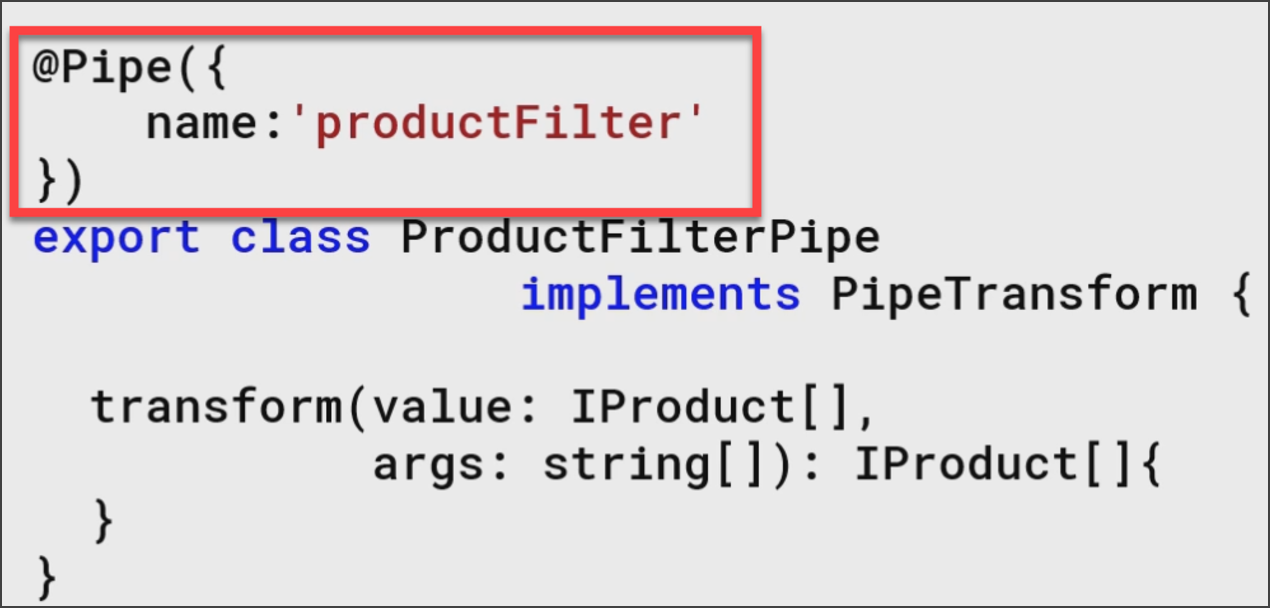 @Pipe({
    name:'productFilter'
})
export class ProductFilterPipe
                 implements PipeTransform {
  transform(value: IProduct[],
            args: string[]): IProduct[]{
  }
}